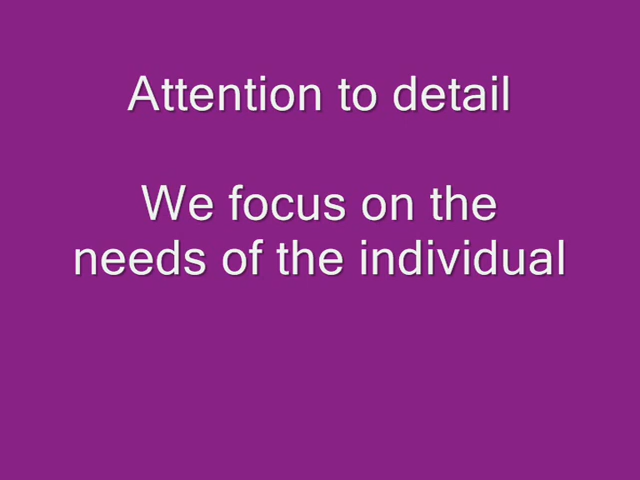 Attention to detail
We focus on the
needs of the individual